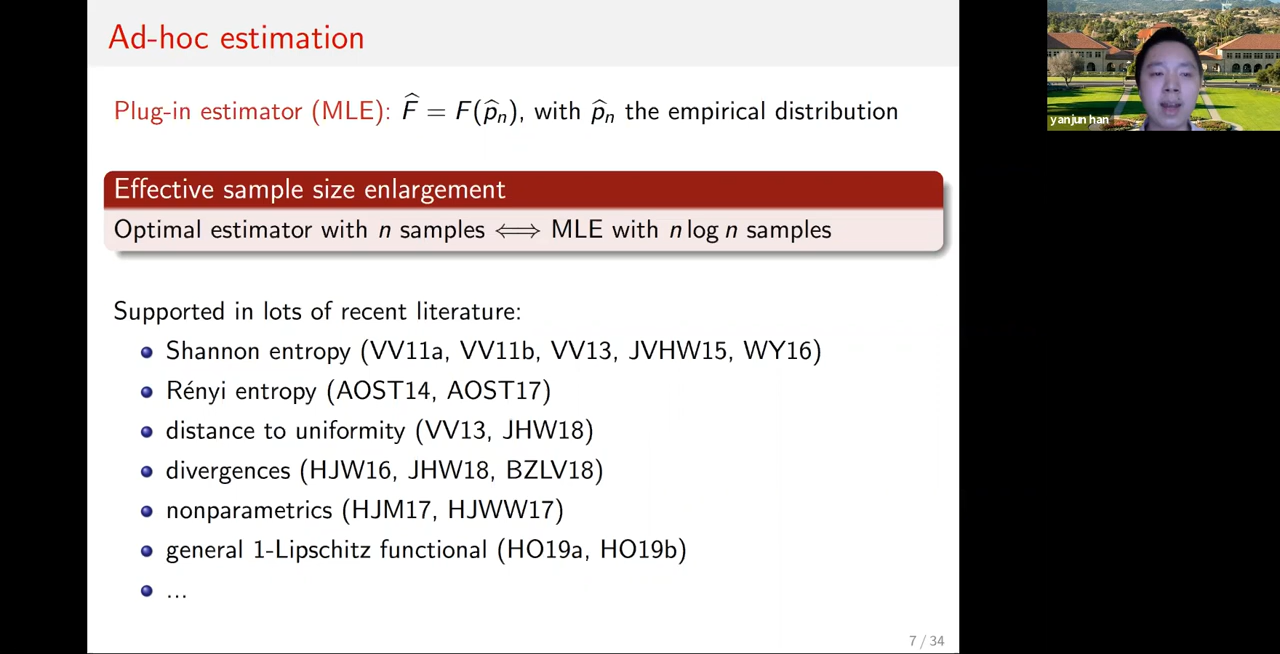 Ad-hoc estimation
Plug-in estimator (MLE): F̂ = F(p̂ₙ), with p̂ₙ the empirical distribution
Effective sample size enlargement
Optimal estimator with n samples ⟺ MLE with n log n samples
Supported in lots of recent literature:
Shannon entropy (VV11a, VV11b, VV13, JVHW15, WY16)
Rényi entropy (AOST14, AOST17)
distance to uniformity (VV13, JHW18)
divergences (HJW16, JHW18, BZLV18)
nonparametrics (HJM17, HJWW17)
general 1-Lipschitz functional (HO19a, HO19b)
...
7 / 34
yanjun han